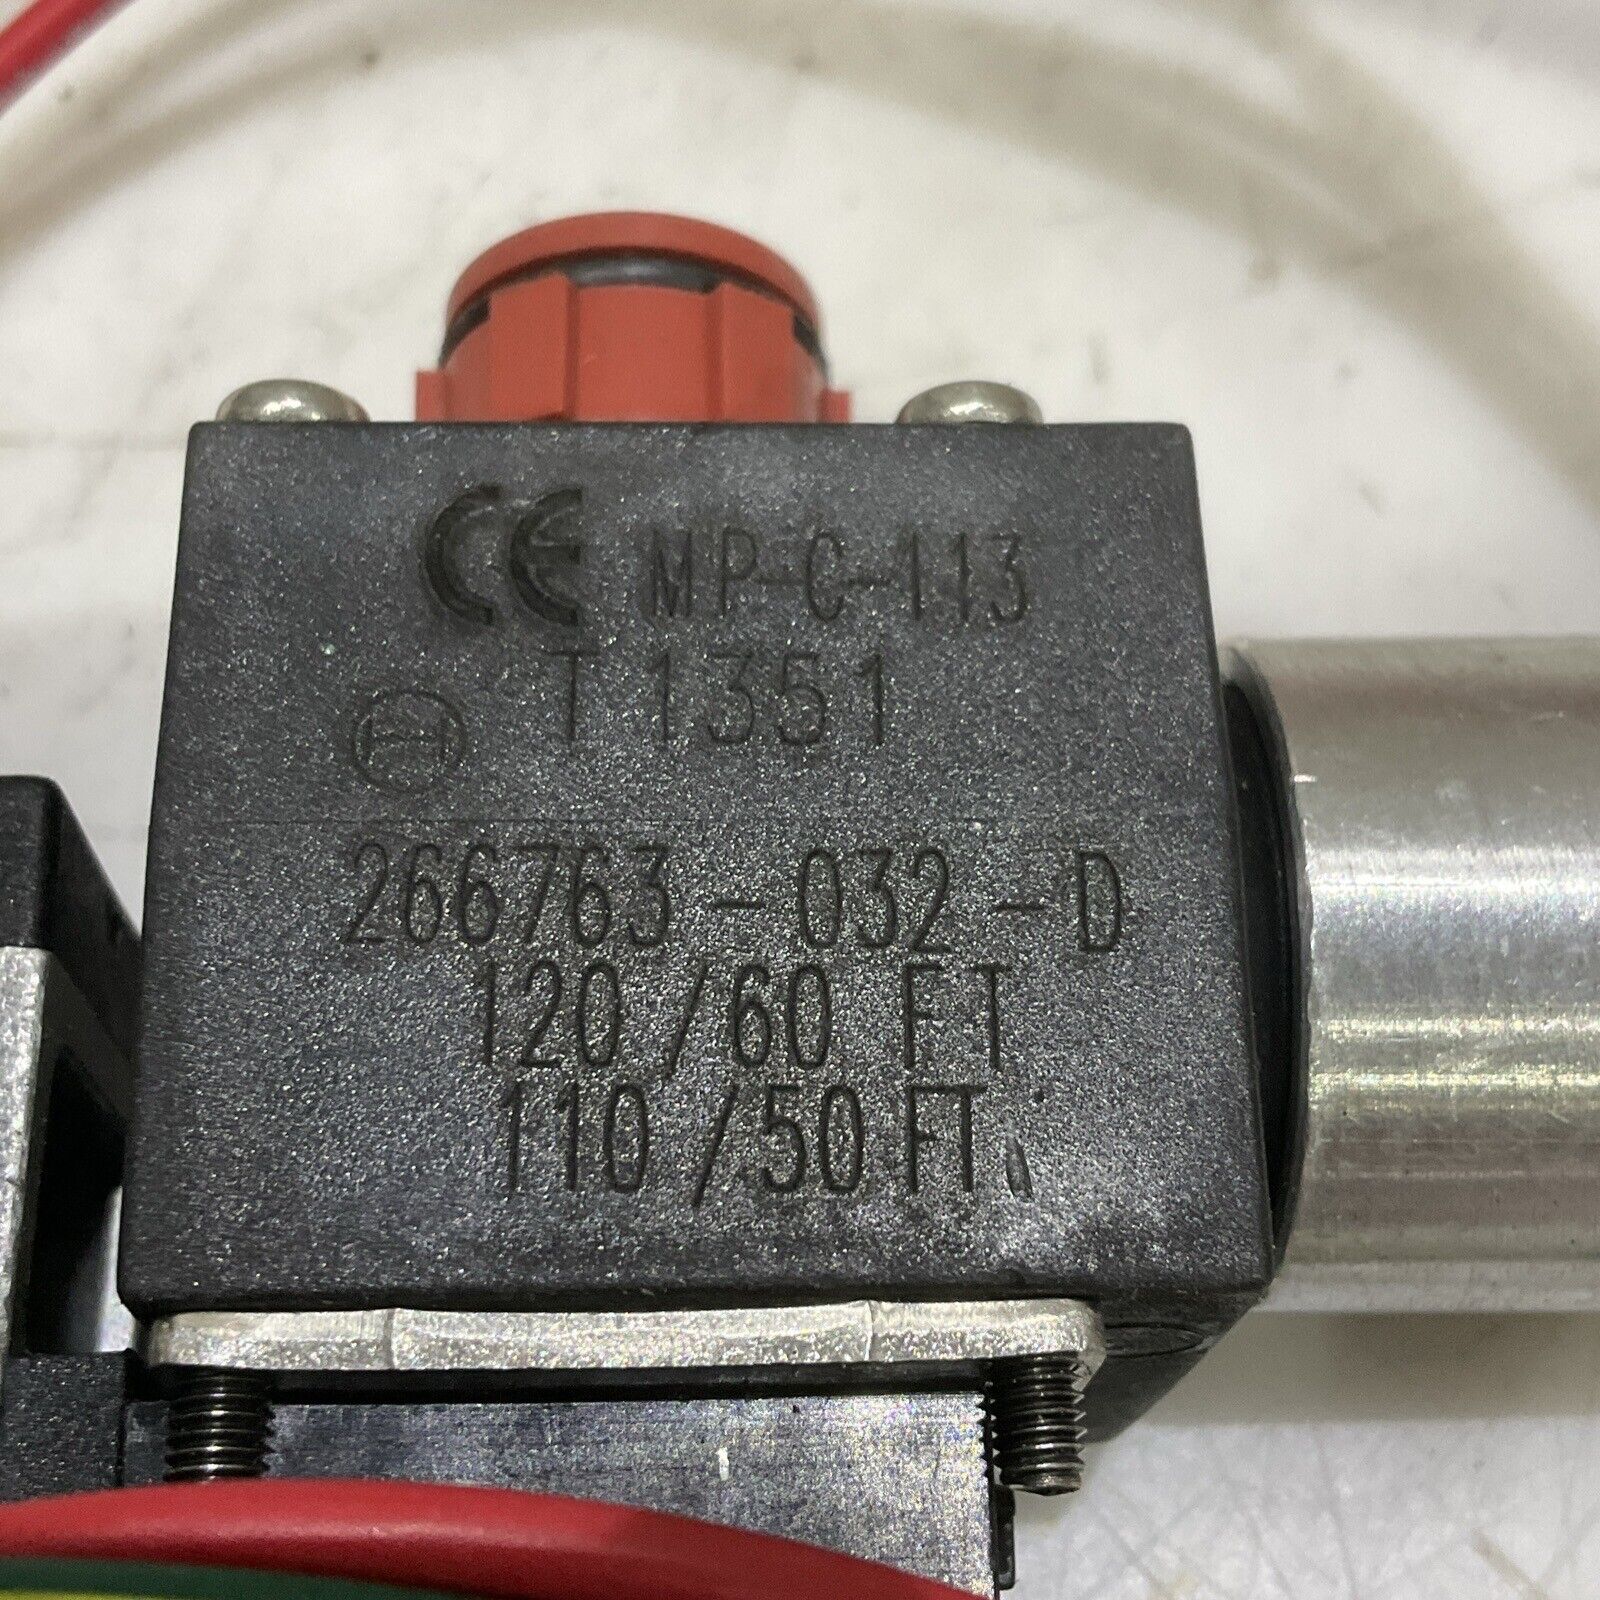 CE MP-C-113
T1351
H
266763-032-D
120/60 FT
110/50 FT